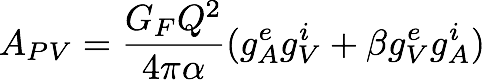 $A_{PV} = \frac{G_F Q^2}{4\pi\alpha}(g_A^e g_V^i + \beta g_V^e g_A^i)$